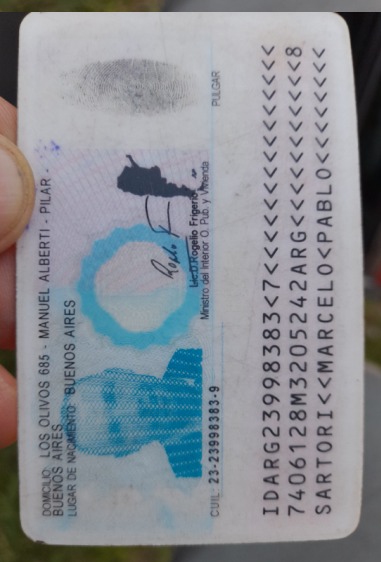 DOMICILIO: LOS OLIVOS 685 - MANUEL ALBERTI - PILAR -
BUENOS AIRES
LUGAR DE NACIMIENTO: BUENOS AIRES
PULGAR
Lic. Rogelio Frigerio
Ministro del Interior O. Pub. y Vivienda
CUIL: 23-23998383-9
IDARG23998383<7<<<<<<<<<<<<<<<
7406128M3205242ARG<<<<<<<<<<<8
SARTORI<<MARCELO<PABLO<<<<<<<<